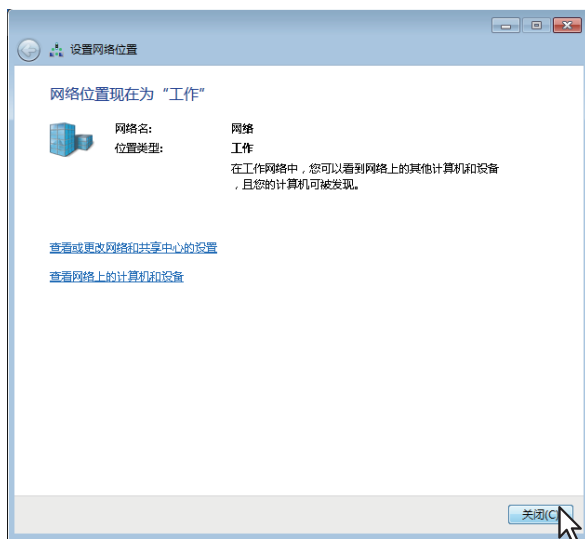 设置网络位置
网络位置现在为“工作”
网络名: 网络
位置类型: 工作
在工作网络中，您可以看到网络上的其他计算机和设备
，且您的计算机可被发现。
查看或更改网络和共享中心的设置
查看网络上的计算机和设备
关闭(C)